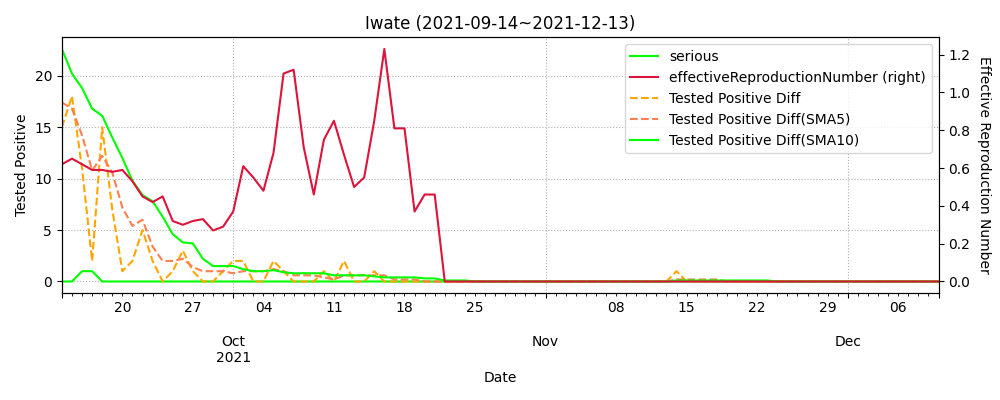 Iwate (2021-09-14~2021-12-13)
serious
effectiveReproductionNumber (right)
Tested Positive Diff
Tested Positive Diff(SMA5)
Tested Positive Diff(SMA10)
Tested Positive
20
15
10
5
0
Effective Reproduction Number
1.2
1.0
0.8
0.6
0.4
0.2
0.0
20 27 04 11 18 25 08 15 22 29 06
Oct Nov Dec
2021
Date